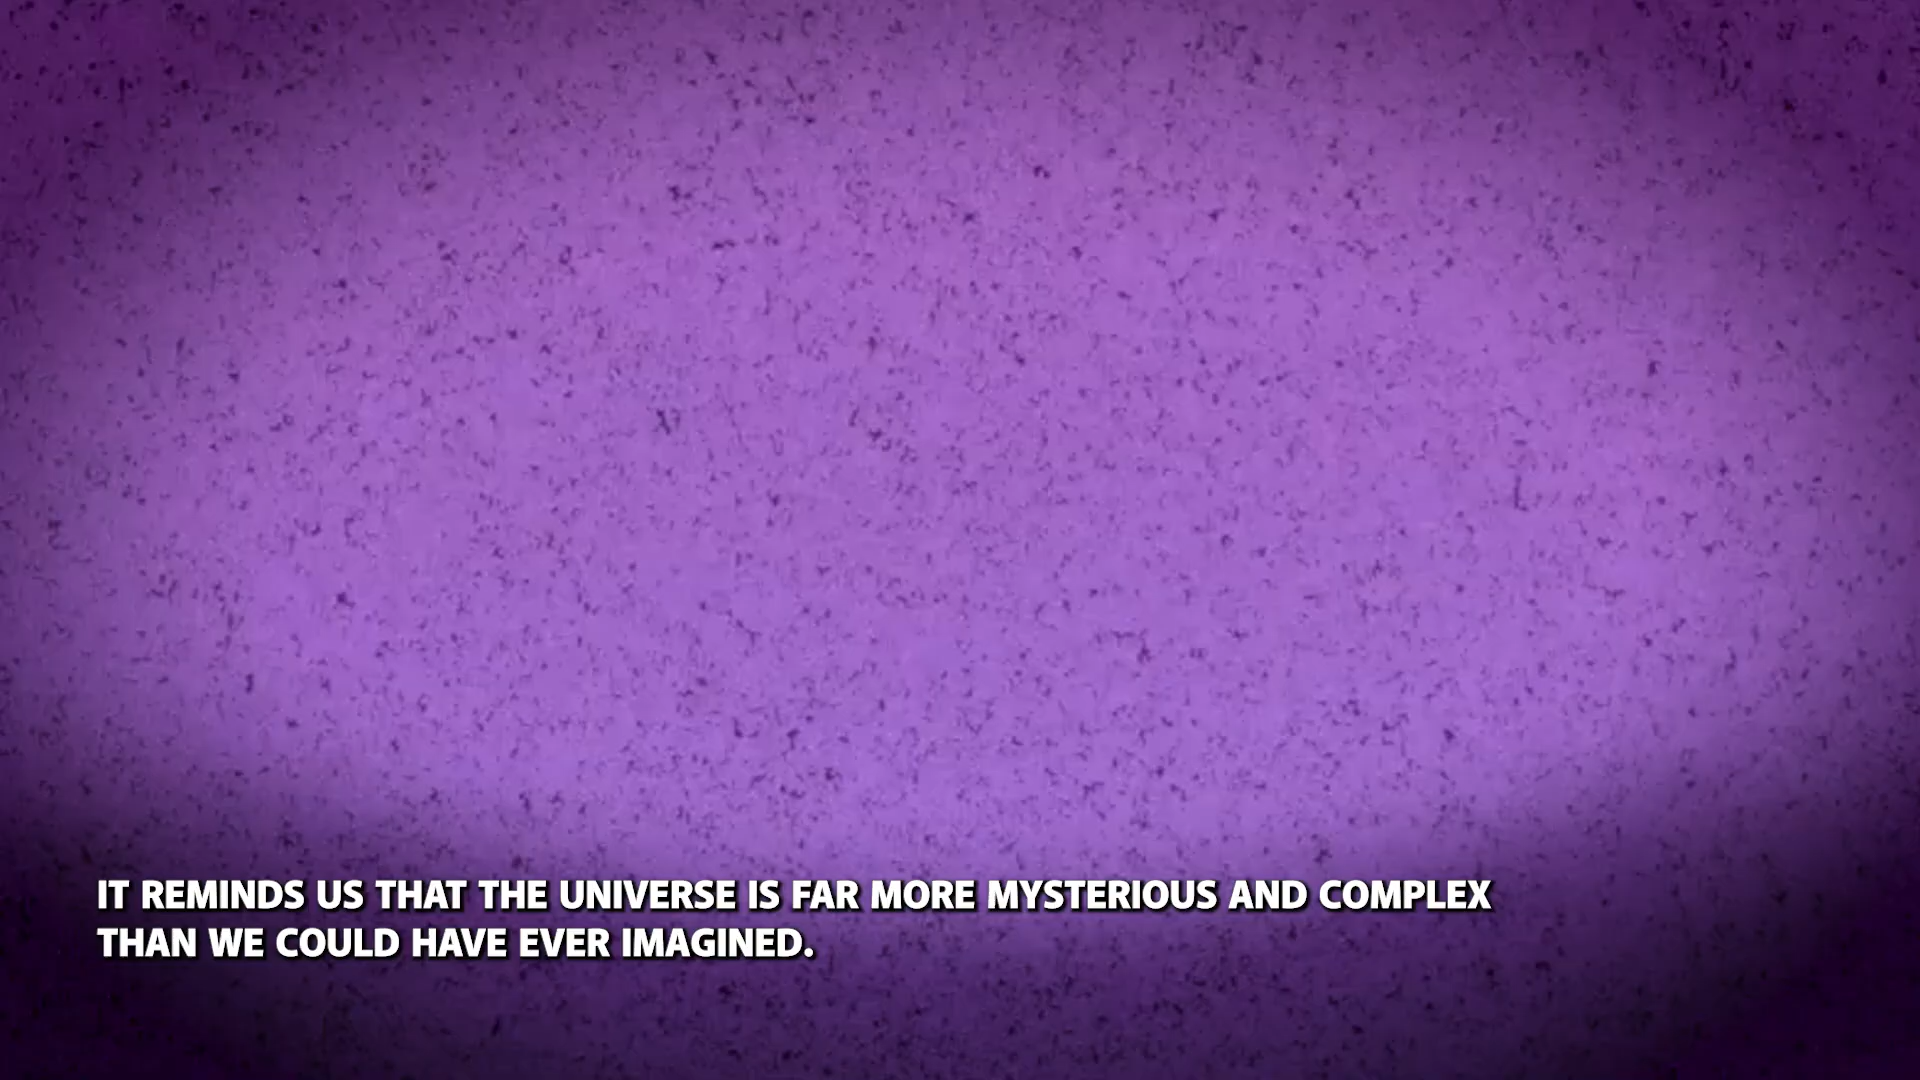 IT REMINDS US THAT THE UNIVERSE IS FAR MORE MYSTERIOUS AND COMPLEX
THAN WE COULD HAVE EVER IMAGINED.